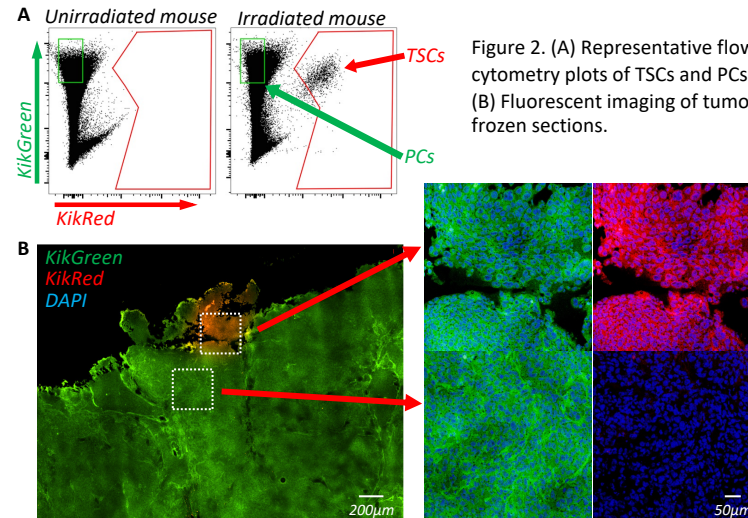 A
Unirradiated mouse
Irradiated mouse
KikGreen
KikRed
TSCs
PCs
Figure 2. (A) Representative flow
cytometry plots of TSCs and PCs
(B) Fluorescent imaging of tumo
frozen sections.
B
KikGreen
KikRed
DAPI
200µm
50µm